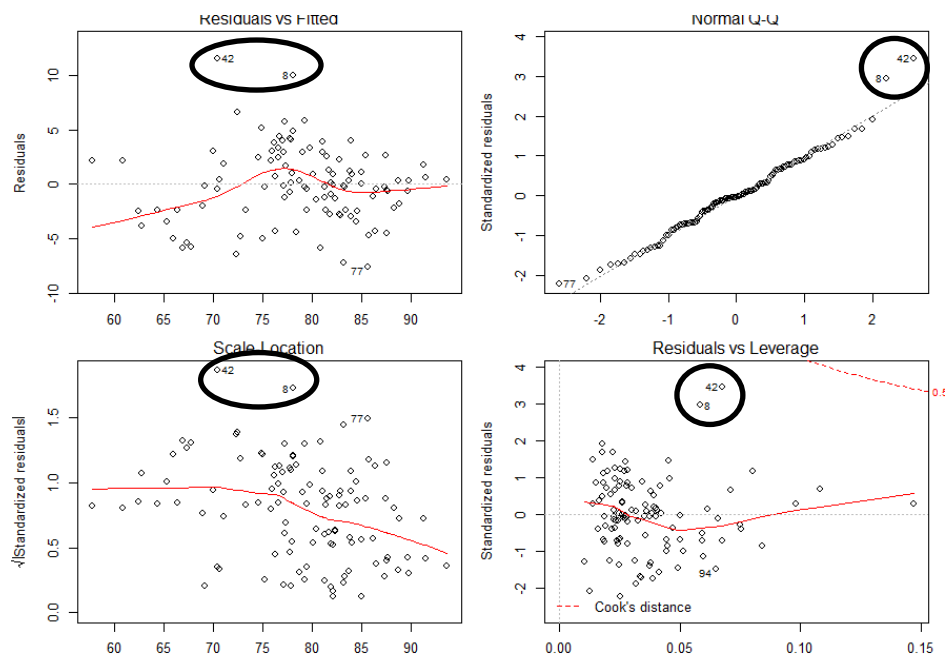 Residuals vs Fitted
Residuals
10
5
0
-5
-10
42
8
77
60 65 70 75 80 85 90
Normal Q-Q
Standardized residuals
4
3
2
1
0
-1
-2
42
8
77
-2 -1 0 1 2
Scale-Location
√|Standardized residuals|
1.5
1.0
0.5
0.0
42
8
77
60 65 70 75 80 85 90
Residuals vs Leverage
Standardized residuals
4
3
2
1
0
-1
-2
42
8
94
0.5
Cook's distance
0.00 0.05 0.10 0.15